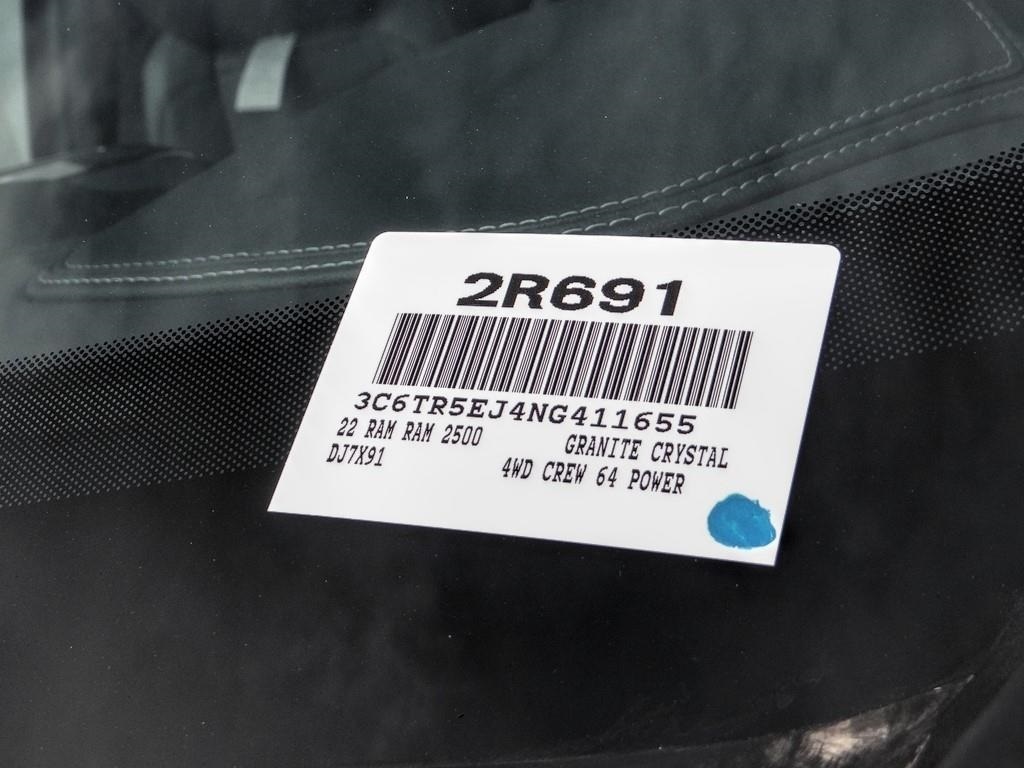 2R691
3C6TR5EJ4NG411655
22 RAM RAM 2500 GRANITE CRYSTAL
DJ7X91 4WD CREW 64 POWER